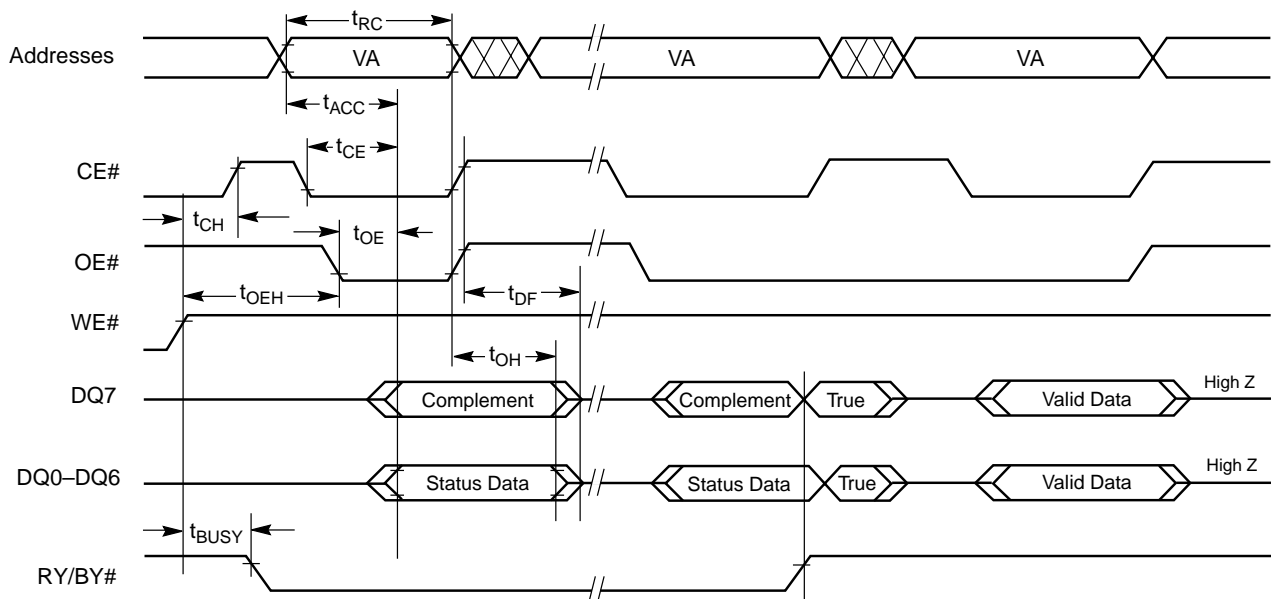 tRC
Addresses VA VA VA
tACC
tCE
CE#
tCH tOE
OE#
tOEH tDF
WE#
tOH
DQ7 Complement Complement True Valid Data High Z
DQ0–DQ6 Status Data Status Data True Valid Data High Z
tBUSY
RY/BY#